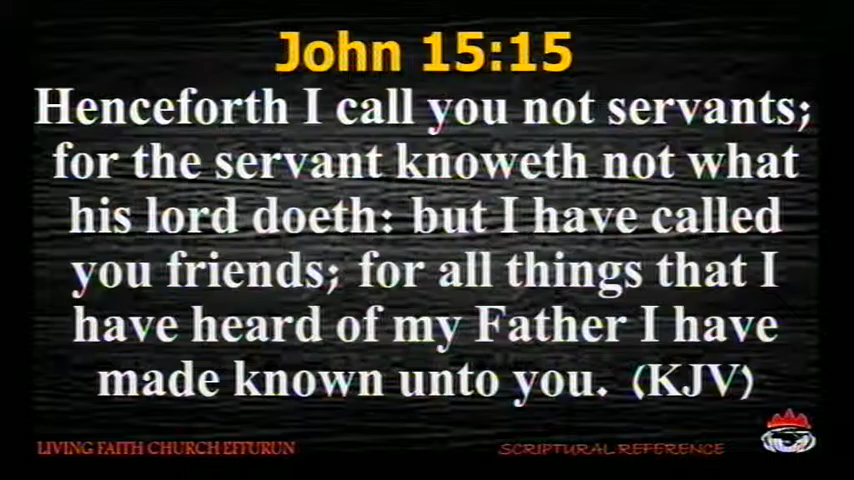 John 15:15
Henceforth I call you not servants;
for the servant knoweth not what
his lord doeth: but I have called
you friends; for all things that I
have heard of my Father I have
made known unto you. (KJV)
LIVING FAITH CHURCH EFFURUN
SCRIPTURAL REFERENCE